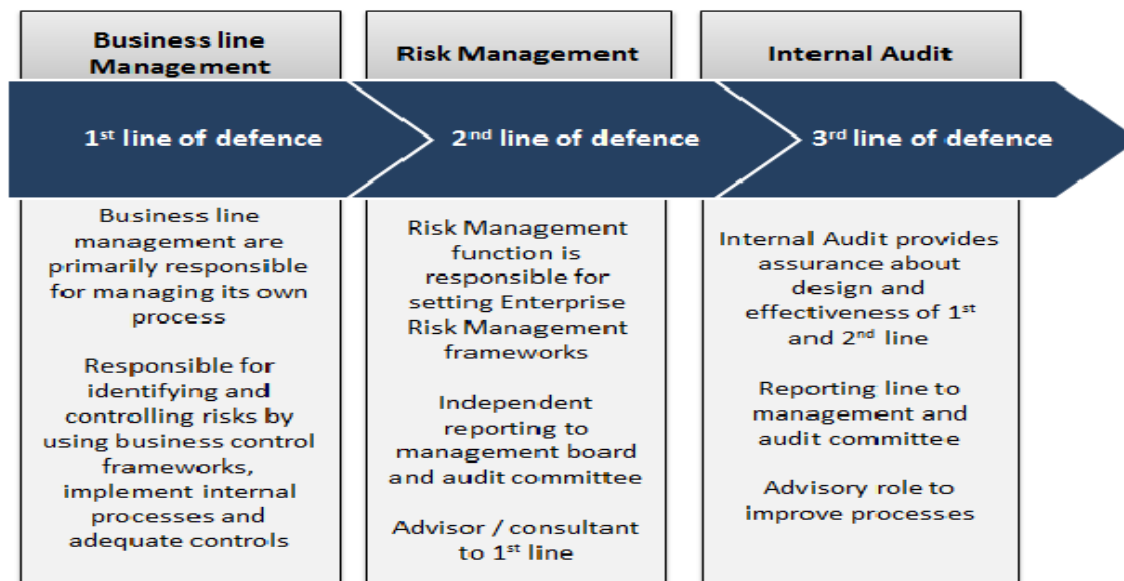 Business line
Management
Risk Management
Internal Audit
1st line of defence
2nd line of defence
3rd line of defence
Business line
management are
primarily responsible
for managing its own
process
Responsible for
identifying and
controlling risks by
using business control
frameworks,
implement internal
processes and
adequate controls
Risk Management
function is
responsible for
setting Enterprise
Risk Management
frameworks
Independent
reporting to
management board
and audit committee
Advisor / consultant
to 1st line
Internal Audit provides
assurance about
design and
effectiveness of 1st
and 2nd line
Reporting line to
management and
audit committee
Advisory role to
improve processes